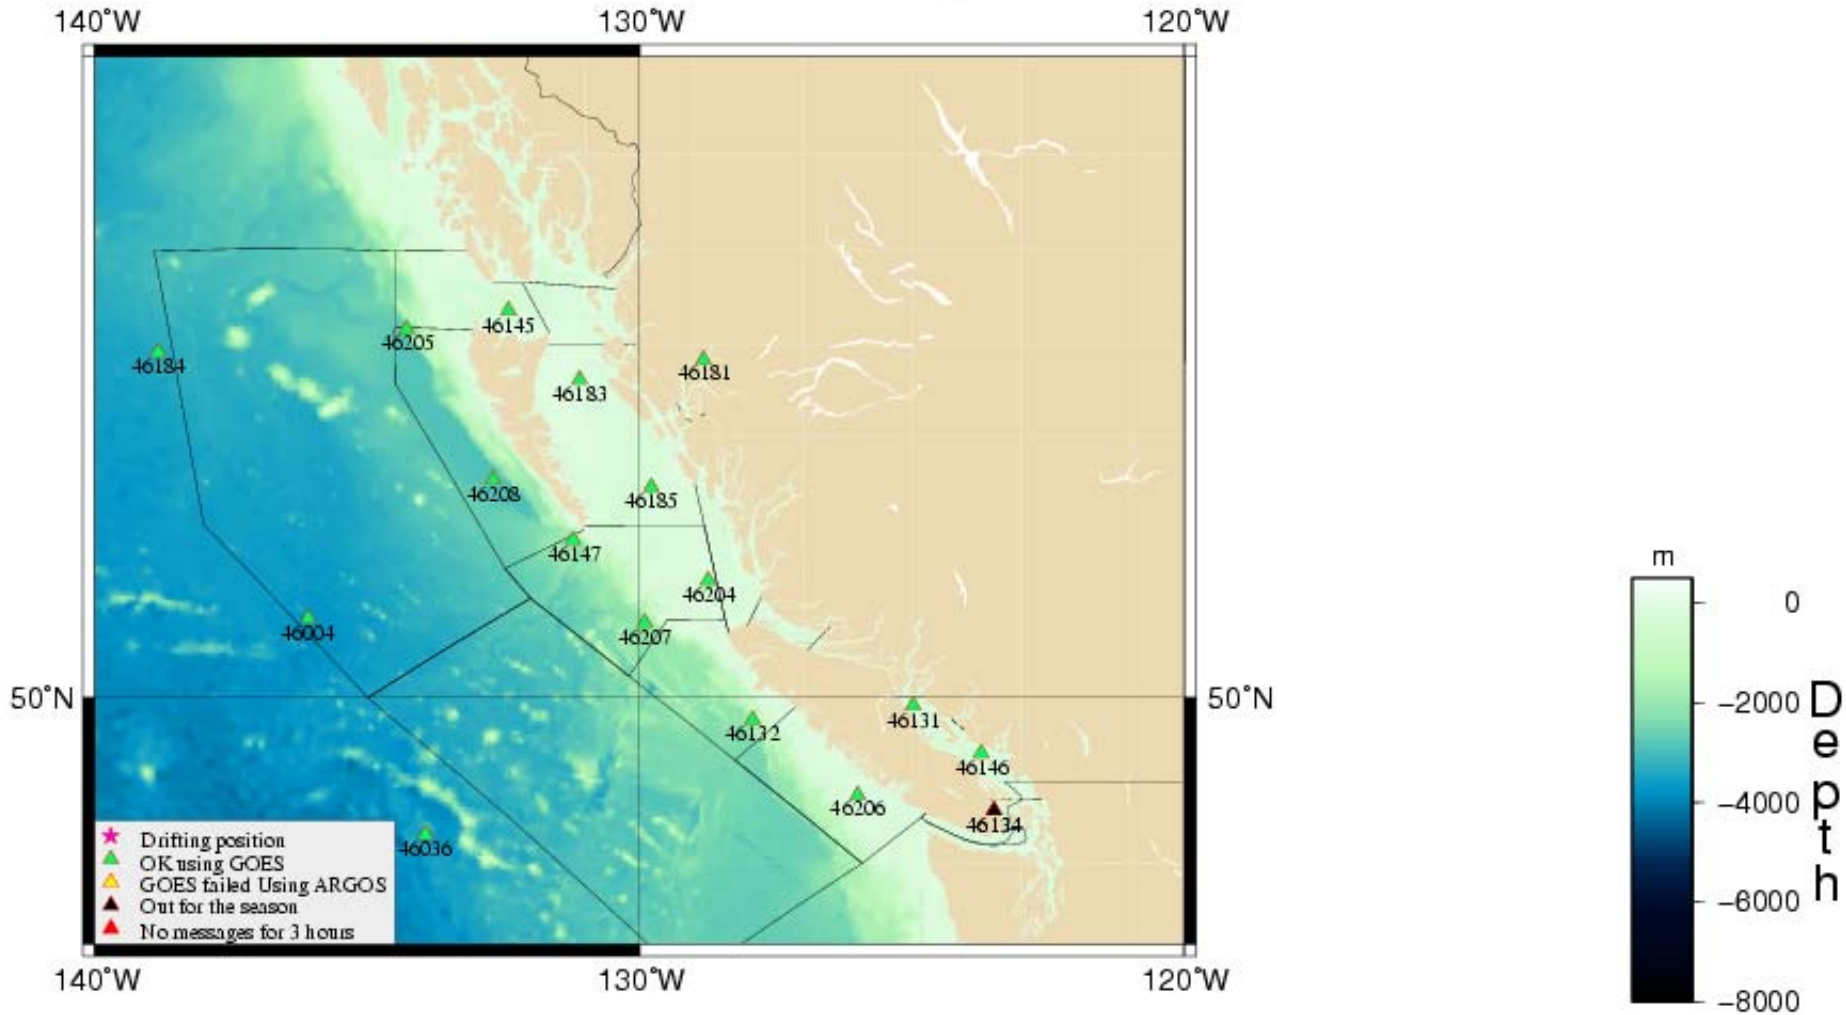 140°W 130°W 120°W
46145
46205
46184
46181
46183
46208
46185
46147
46204
46004
46207
50°N 50°N
46131
46132
46146
46206
46134
46036
Drifting position
OK using GOES
GOES failed Using ARGOS
Out for the season
No messages for 3 hours
140°W 130°W 120°W
m
0
−2000
−4000
−6000
−8000
Depth